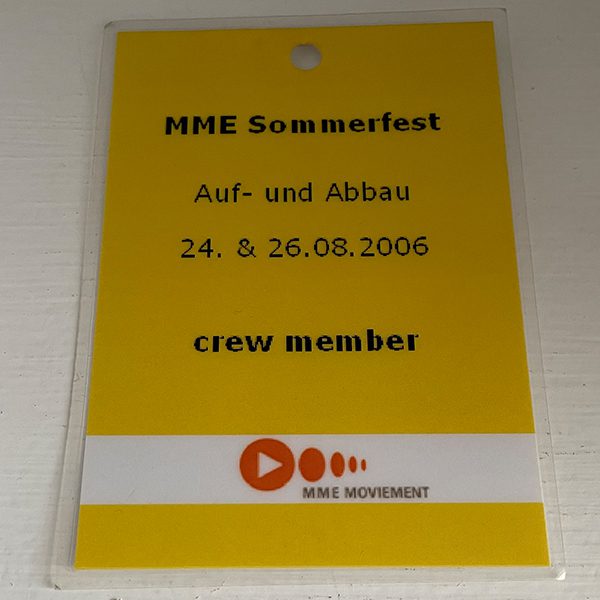 MME Sommerfest
Auf- und Abbau
24. & 26.08.2006
crew member
MME MOVIEMENT